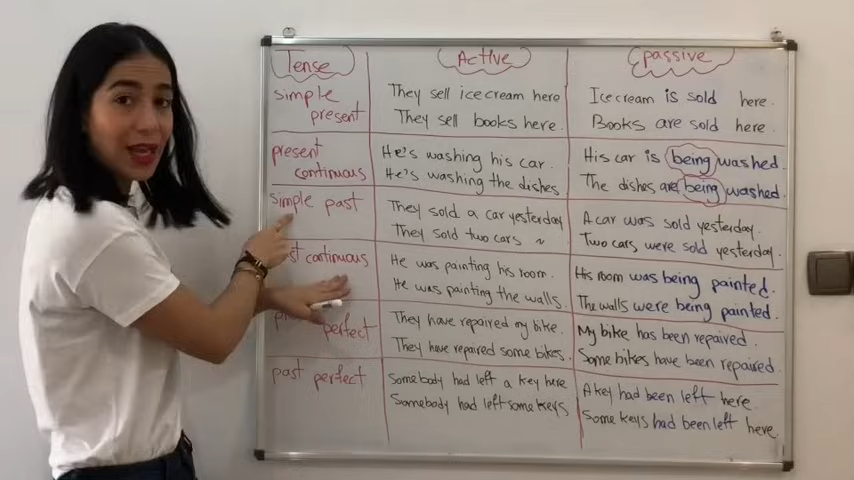 Tense
Active
passive
simple
present
They sell icecream here
They sell books here.
Icecream is sold here.
Books are sold here.
present
continuous
He's washing his car.
He's washing the dishes
His car is being washed.
The dishes are being washed.
simple past
They sold a car yesterday
They sold two cars ~
A car was sold yesterday.
Two cars, were sold yesterday.
continuous
He was painting his room.
He was painting the walls.
His room was being painted.
The walls were being painted.
perfect
They have repaired my bike.
They have repaired some bikes.
My bike has been repaired.
Some bikes have been repaired.
past perfect
Somebody had left a key here
Somebody had left some keys
A key had been left here.
Some keys had been left here.